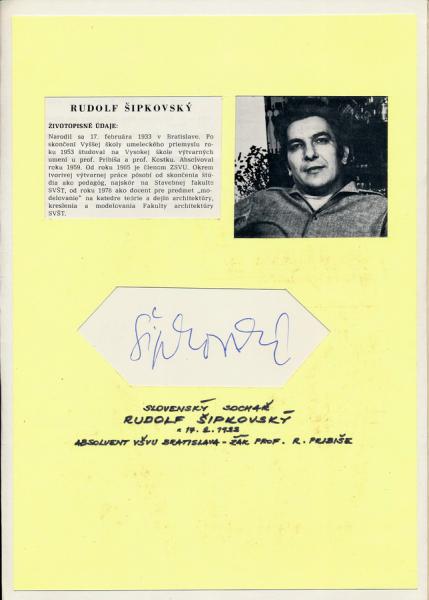 RUDOLF ŠIPKOVSKÝ
ŽIVOTOPISNÉ ÚDAJE:
Narodil sa 17. februára 1933 v Bratislave. Po
skončení Vyššej školy umeleckého priemyslu ro-
ku 1953 študoval na Vysokej škole výtvarných
umení u prof. Pribiša a prof. Kostku. Absolvoval
roku 1959. Od roku 1965 je členom ZSVU. Okrem
tvorivej výtvarnej práce pôsobí od skončenia štú-
dia ako pedagóg, najskôr na Stavebnej fakulte
SVŠT, od roku 1978 ako docent pre predmet „mo-
delovanie" na katedre teórie a dejín architektúry,
kreslenia a modelovania Fakulty architektúry
SVŠT.
Šipkovský
SLOVENSKÝ SOCHAŘ
RUDOLF ŠIPKOVSKÝ
* 17. 2. 1933
ABSOLVENT VŠVU BRATISLAVA - ŽÁK PROF. R. PRIBIŠE